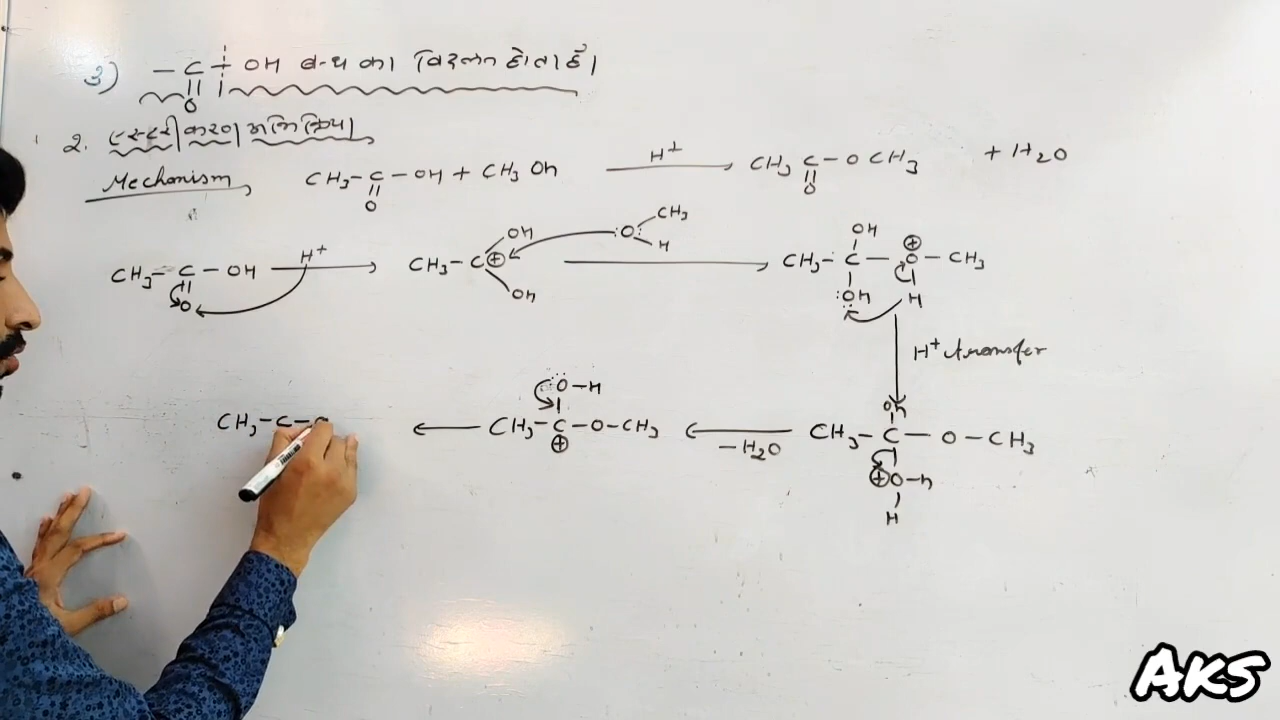 3) –C+OH बन्ध का विदलन होता है।
||
O
2. एस्टरीकरण अभिक्रिया
Mechanism CH3–C–OH + CH3Oh H+ CH3–C–OCH3 + H2O
|| ||
O O
CH3–C–OH H+ CH3–C⊕ OH Oh :O: CH3 H CH3–C–O–CH3 OH ⊕ :OH H
|| O
H+ transfer
CH3–C–O CH3–C–O–CH3 O–H ⊕ –H2O CH3–C–O–CH3 Oh ⊕O–H H
AKS